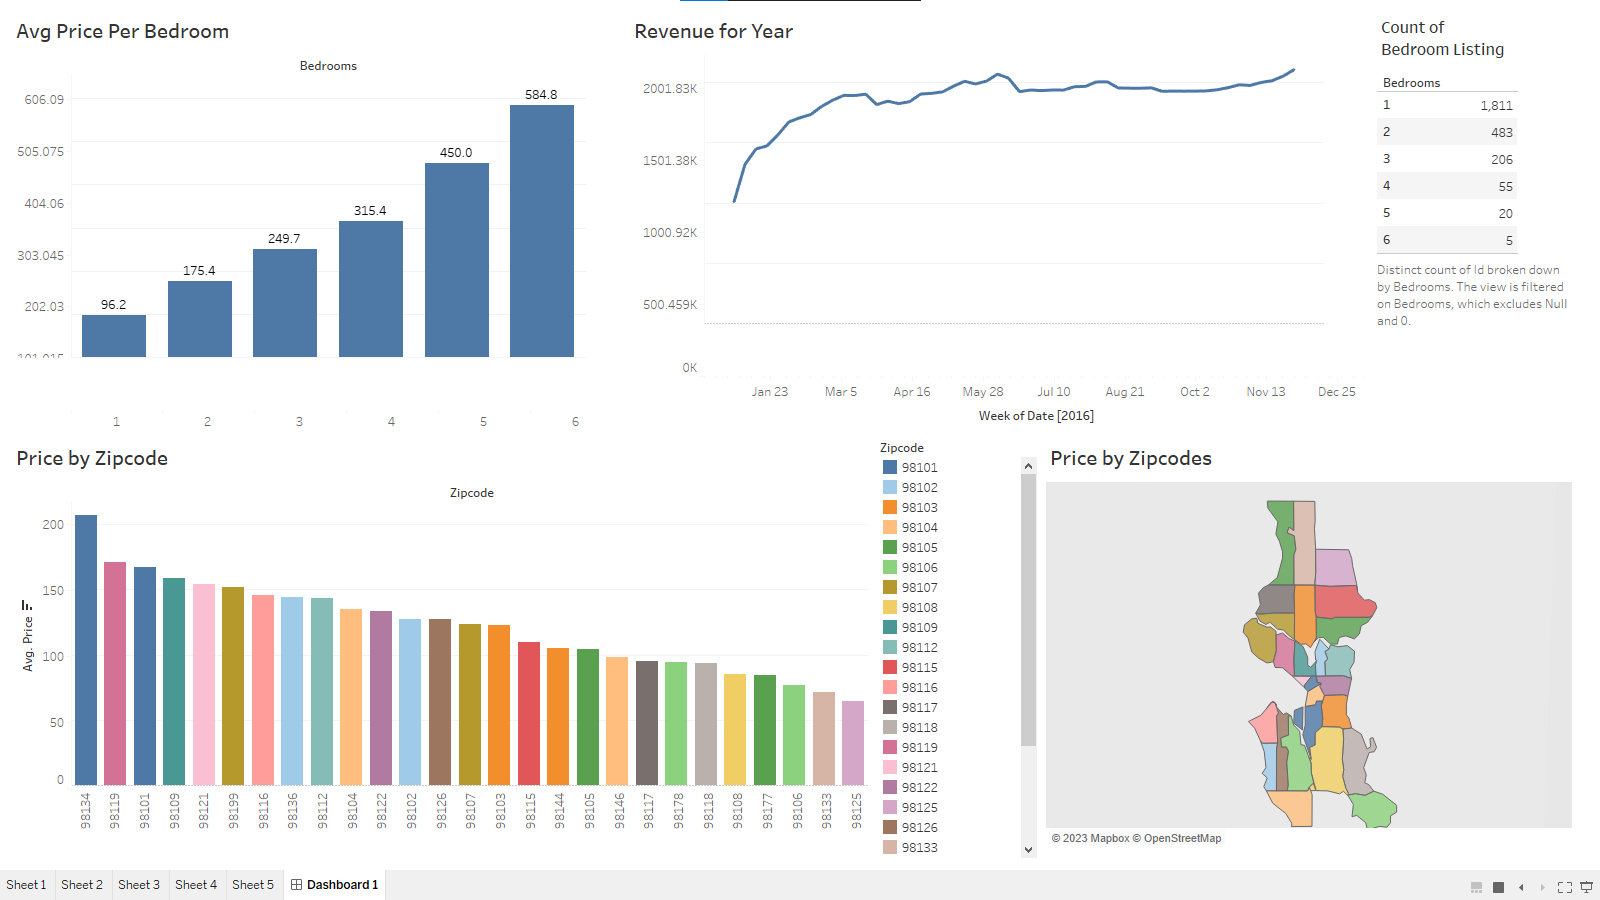 Avg Price Per Bedroom
Bedrooms
606.09
505.075
404.06
303.045
202.03
96.2
175.4
249.7
315.4
450.0
584.8
1 2 3 4 5 6
Revenue for Year
2001.83K
1501.38K
1000.92K
500.459K
0K
Jan 23 Mar 5 Apr 16 May 28 Jul 10 Aug 21 Oct 2 Nov 13 Dec 25
Week of Date [2016]
Count of
Bedroom Listing
Bedrooms
1 1,811
2 483
3 206
4 55
5 20
6 5
Distinct count of Id broken down
by Bedrooms. The view is filtered
on Bedrooms, which excludes Null
and 0.
Price by Zipcode
Zipcode
Avg. Price
200
150
100
50
0
98134 98119 98101 98109 98121 98199 98116 98136 98112 98104 98122 98102 98126 98107 98103 98115 98144 98105 98146 98117 98178 98118 98108 98177 98106 98133 98125
Zipcode
98101
98102
98103
98104
98105
98106
98107
98108
98109
98112
98115
98116
98117
98118
98119
98121
98122
98125
98126
98133
Price by Zipcodes
© 2023 Mapbox © OpenStreetMap
Sheet 1 Sheet 2 Sheet 3 Sheet 4 Sheet 5 Dashboard 1